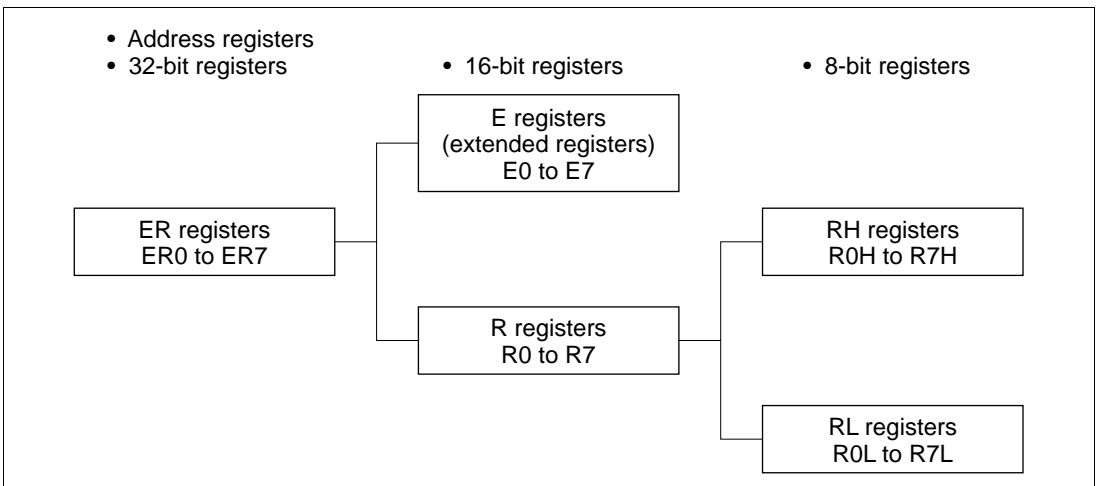 • Address registers
• 32-bit registers
• 16-bit registers
• 8-bit registers
E registers
(extended registers)
E0 to E7
ER registers
ER0 to ER7
RH registers
R0H to R7H
R registers
R0 to R7
RL registers
R0L to R7L